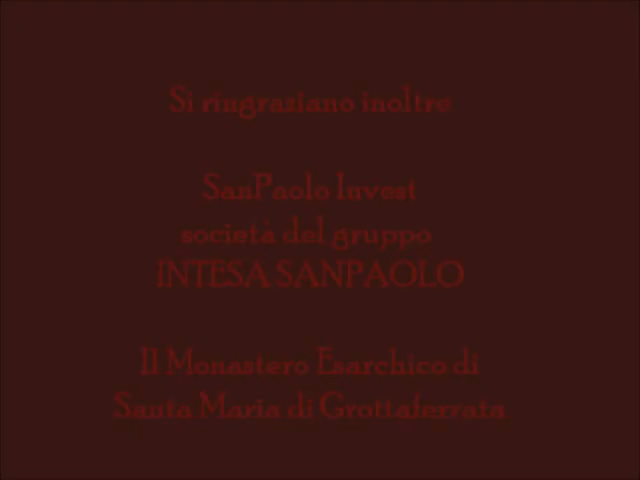 Si ringraziano inoltre
SanPaolo Invest
società del gruppo
INTESA SANPAOLO
Il Monastero Esarchico di
Santa Maria di Grottaferrata